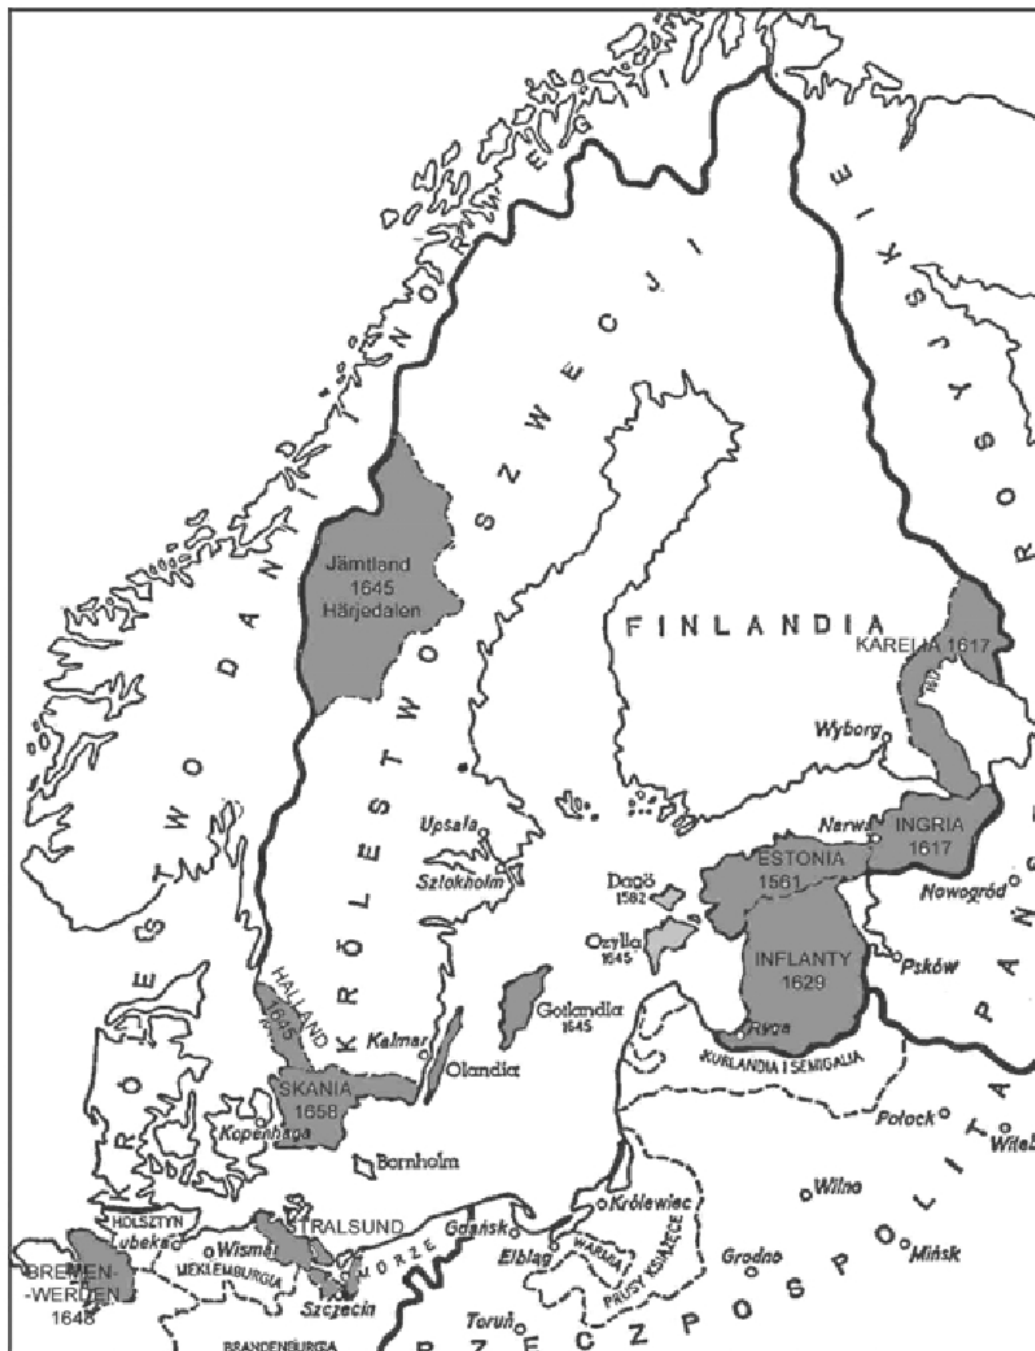 KRÓLESTWO DANII I NORWEGII
KRÓLESTWO SZWECJI
PAŃSTWO ROSYJSKIE
Jämtland
1645
Härjedalen
FINLANDIA
KARELIA 1617
Wyborg
Upsala
Sztokholm
Narwa
INGRIA
1617
ESTONIA
1561
Dagö
1582
Nowogród
Ozylla
1645
INFLANTY
1629
Psków
HALLAND
1645
Gotlandia
1645
Kalmar
Olandia
Ryga
KURLANDIA I SEMIGALIA
SKANIA
1658
Kopenhaga
Połock
Bornholm
Wilno
Królewiec
HOLSZTYN
Lubeka
STRALSUND
Gdańsk
Wismar
Elbląg
WARMIA
PRUSY KSIĄŻĘCE
Grodno
Mińsk
BREMEN-
-WERDEN
1648
MEKLEMBURGIA
Szczecin
Toruń
BRANDENBURGIA
RZECZPOSPOLITA